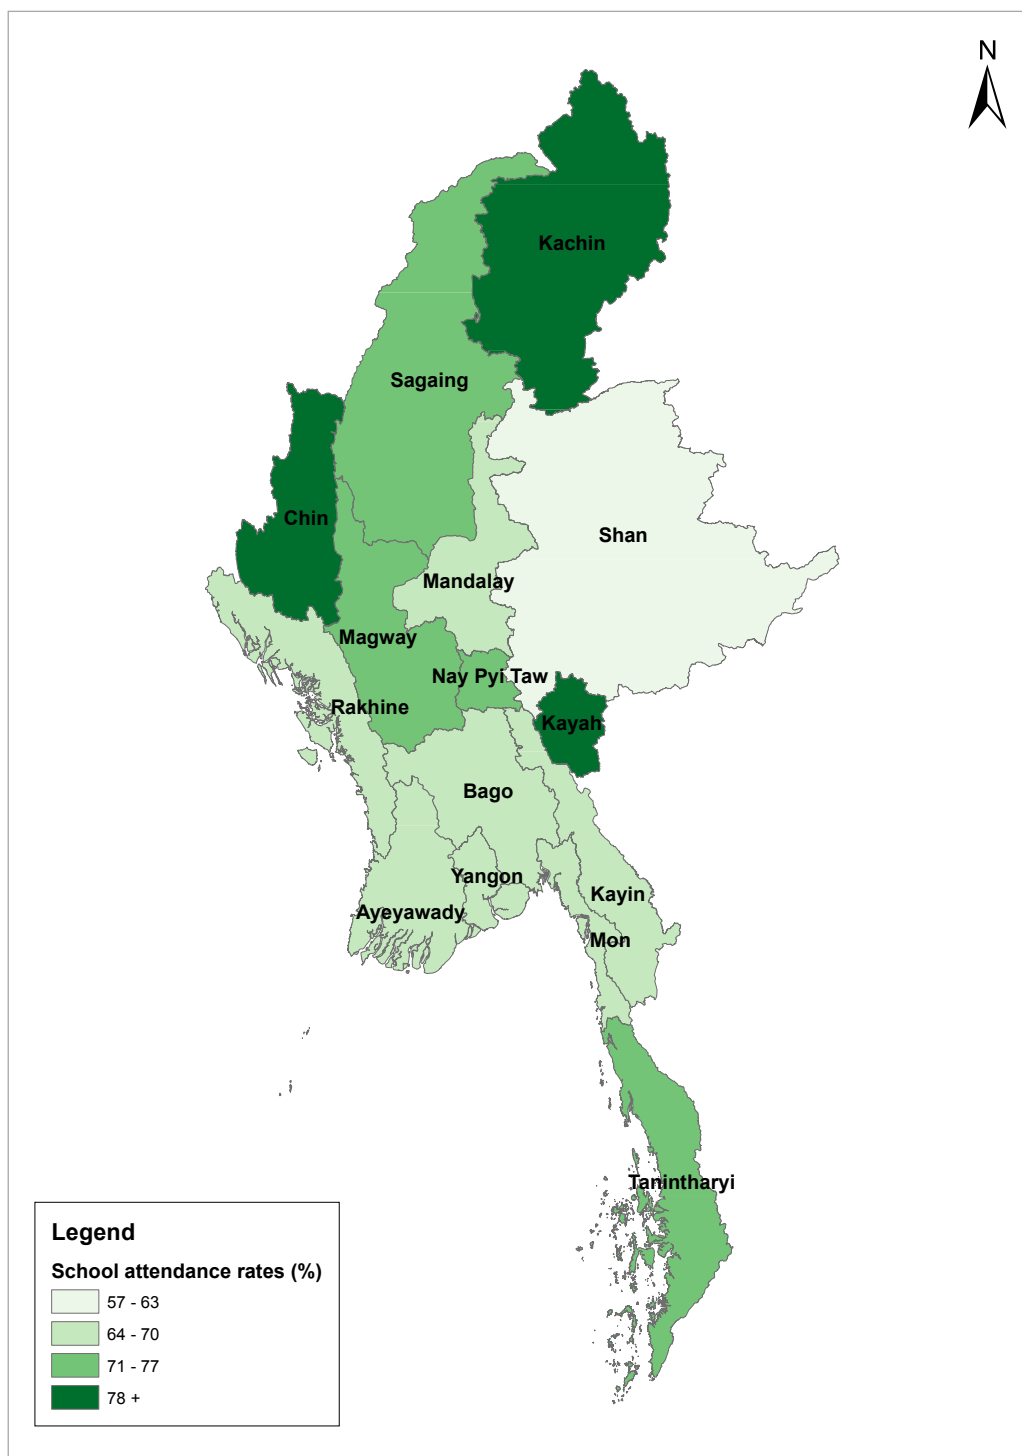 N
Kachin
Sagaing
Chin
Shan
Mandalay
Magway
Nay Pyi Taw
Rakhine
Kayah
Bago
Yangon
Kayin
Ayeyawady
Mon
Tanintharyi
Legend
School attendance rates (%)
57 - 63
64 - 70
71 - 77
78 +